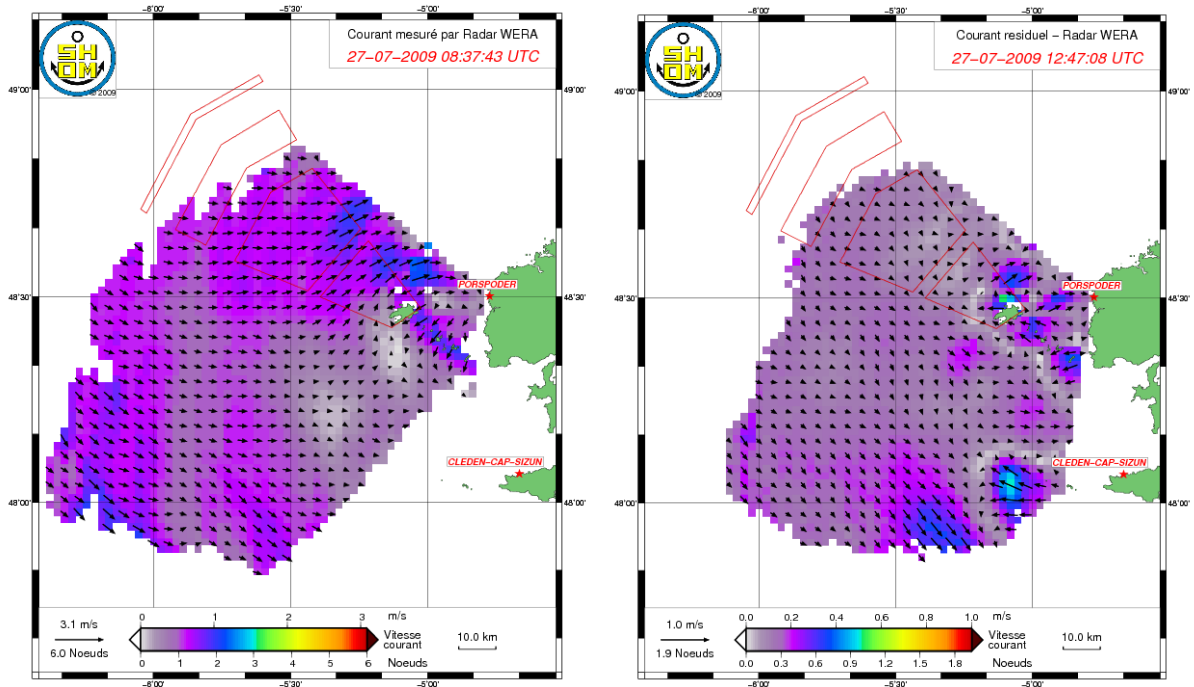 -6°00' -5°30' -5°00'
SH
OM
© 2009
Courant mesuré par Radar WERA
27-07-2009 08:37:43 UTC
49°00'
48°30'
48°00'
PORSPODER
CLEDEN-CAP-SIZUN
3.1 m/s
6.0 Noeuds
0 1 2 3 m/s
Vitesse
courant
0 1 2 3 4 5 6 Noeuds
10.0 km
-6°00' -5°30' -5°00'
-6°00' -5°30' -5°00'
SH
OM
© 2009
Courant residuel - Radar WERA
27-07-2009 12:47:08 UTC
49°00'
48°30'
48°00'
49°00'
48°30'
48°00'
PORSPODER
CLEDEN-CAP-SIZUN
1.0 m/s
1.9 Noeuds
0.0 0.2 0.4 0.6 0.8 1.0 m/s
Vitesse
courant
0.0 0.3 0.6 0.9 1.2 1.5 1.8 Noeuds
10.0 km
-6°00' -5°30' -5°00'